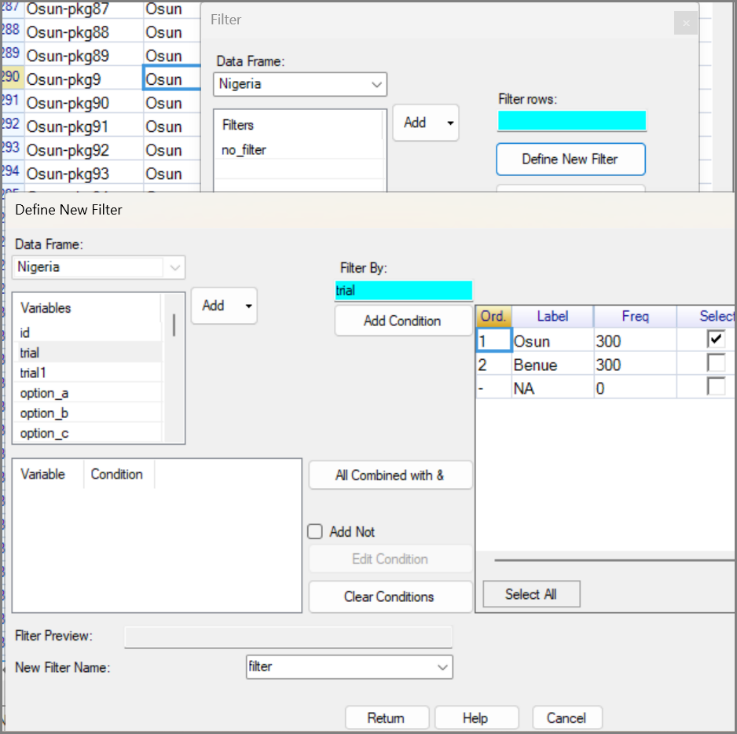 287 Osun-pkg87 Osun
288 Osun-pkg88 Osun
289 Osun-pkg89 Osun
290 Osun-pkg9 Osun
291 Osun-pkg90 Osun
292 Osun-pkg91 Osun
293 Osun-pkg92 Osun
294 Osun-pkg93 Osun
Filter
Data Frame:
Nigeria
Filters
no_filter
Add
Filter rows:
Define New Filter
Define New Filter
Data Frame:
Nigeria
Variables
id
trial
trial1
option_a
option_b
option_c
Add
Filter By:
trial
Add Condition
Ord. Label Freq Select
1 Osun 300
2 Benue 300
- NA 0
Variable Condition
All Combined with &
Add Not
Edit Condition
Clear Conditions
Select All
Fliter Preview:
New Filter Name: filter
Return Help Cancel